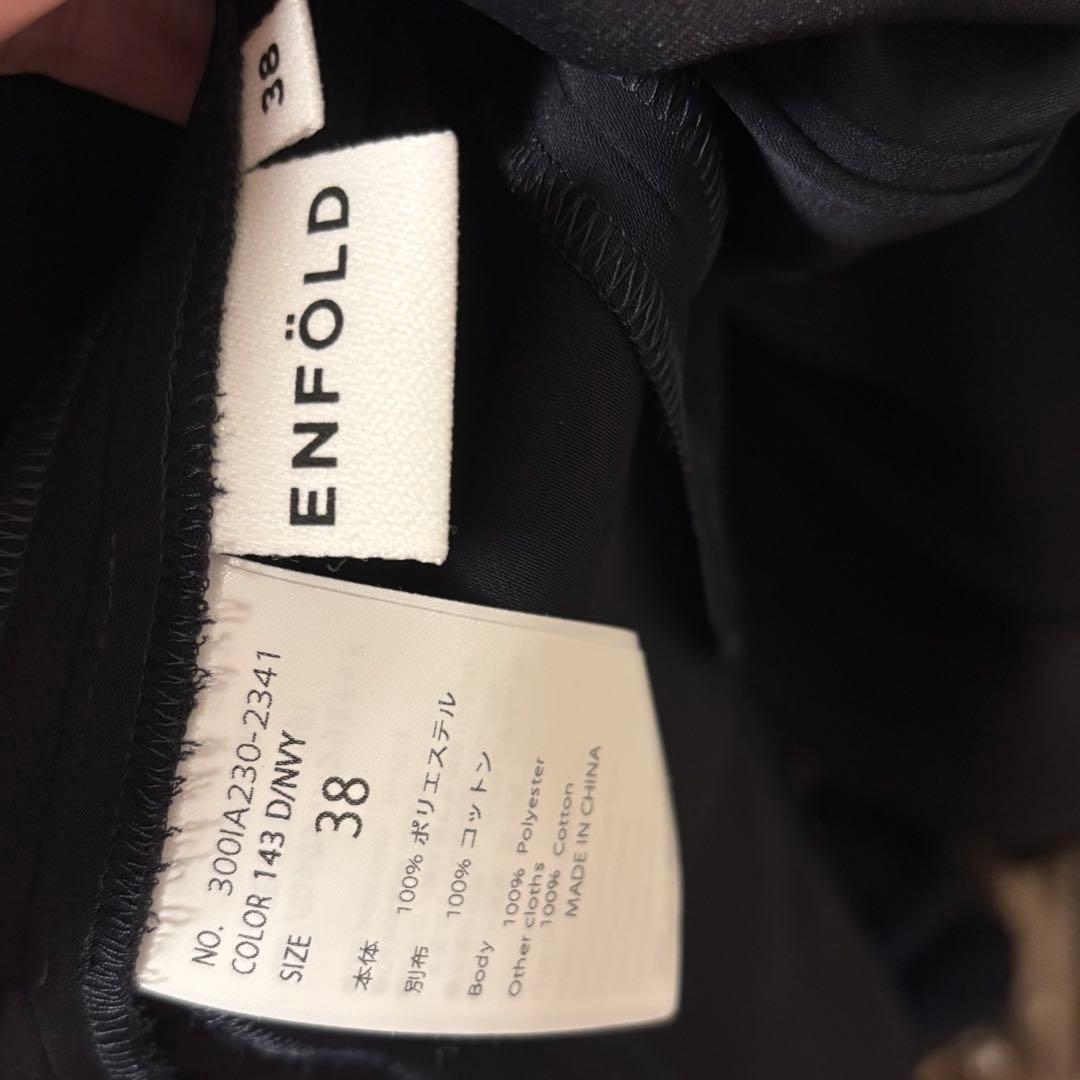 38
ENFÖLD
NO. 300IA230-2341
COLOR 143 D/NVY
SIZE 38
本体 100% ポリエステル
別布 100% コットン
Body 100% Polyester
Other cloths
100% Cotton
MADE IN CHINA